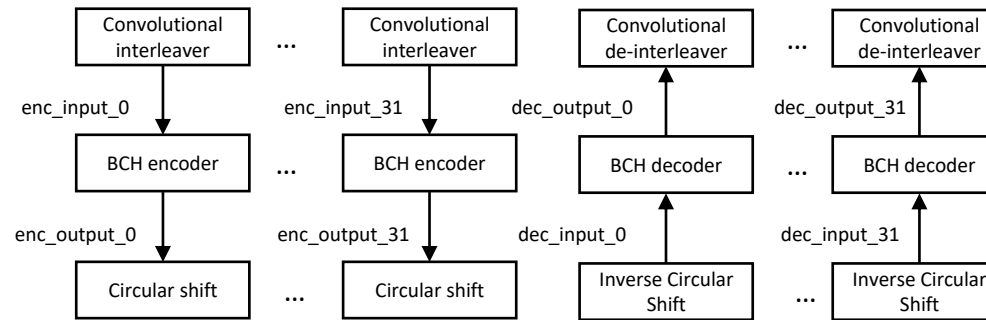 Convolutional
interleaver
...
Convolutional
interleaver
Convolutional
de-interleaver
...
Convolutional
de-interleaver
enc_input_0
enc_input_31
dec_output_0
dec_output_31
BCH encoder
...
BCH encoder
BCH decoder
...
BCH decoder
enc_output_0
enc_output_31
dec_input_0
dec_input_31
Circular shift
...
Circular shift
Inverse Circular
Shift
...
Inverse Circular
Shift